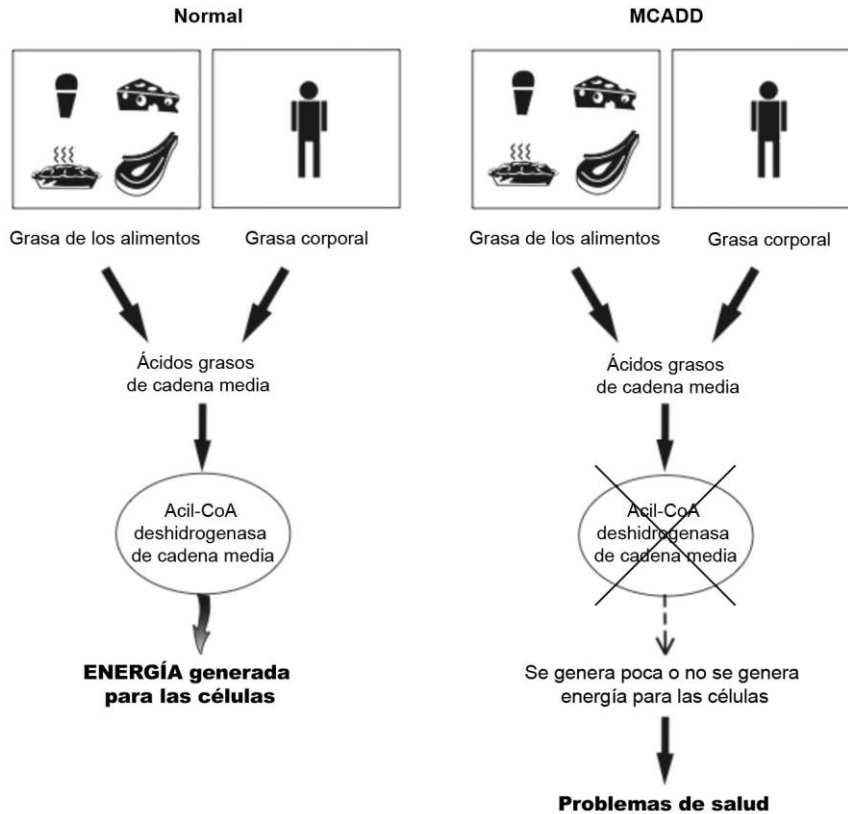 Normal
Grasa de los alimentos
Grasa corporal
Ácidos grasos
de cadena media
Acil-CoA
deshidrogenasa
de cadena media
ENERGÍA generada
para las células
MCADD
Grasa de los alimentos
Grasa corporal
Ácidos grasos
de cadena media
Acil-CoA
deshidrogenasa
de cadena media
Se genera poca o no se genera
energía para las células
Problemas de salud